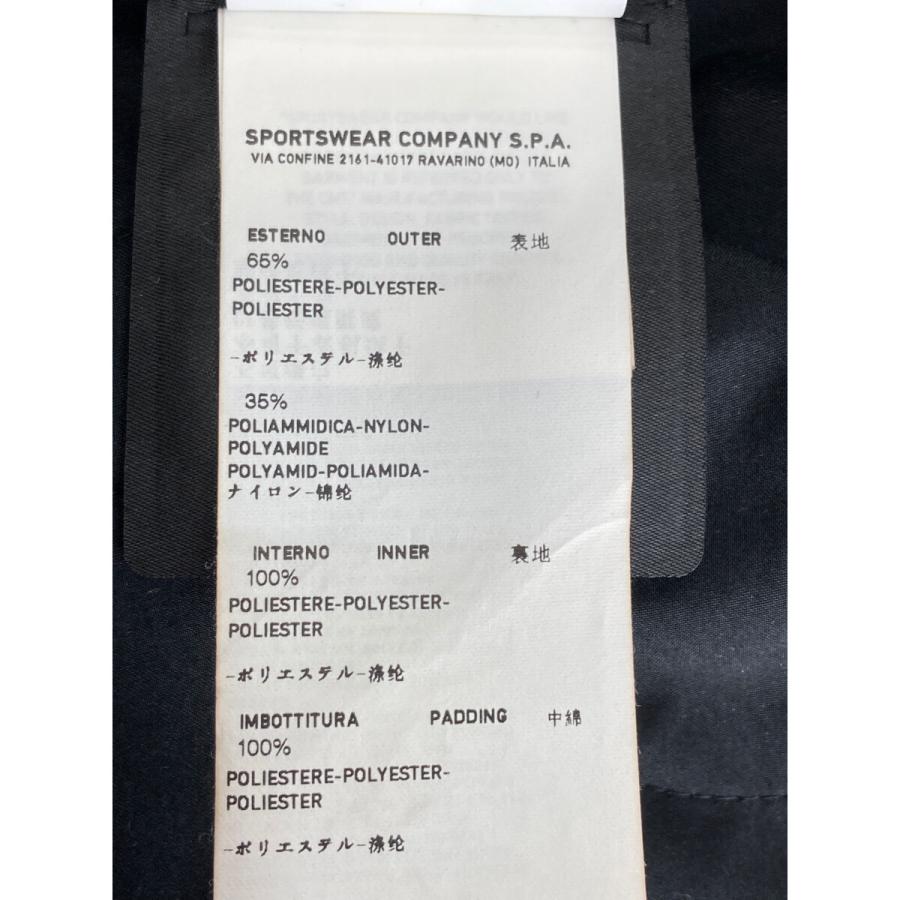 SPORTSWEAR COMPANY S.P.A.
VIA CONFINE 2161-41017 RAVARINO (MO) ITALIA
ESTERNO OUTER 表地
65%
POLIESTERE-POLYESTER-
POLIESTER
-ポリエステル-涤纶
35%
POLIAMMIDICA-NYLON-
POLYAMIDE
POLYAMID-POLIAMIDA-
ナイロン-锦纶
INTERNO INNER 裏地
100%
POLIESTERE-POLYESTER-
POLIESTER
-ポリエステル-涤纶
IMBOTTITURA PADDING 中綿
100%
POLIESTERE-POLYESTER-
POLIESTER
-ポリエステル-涤纶